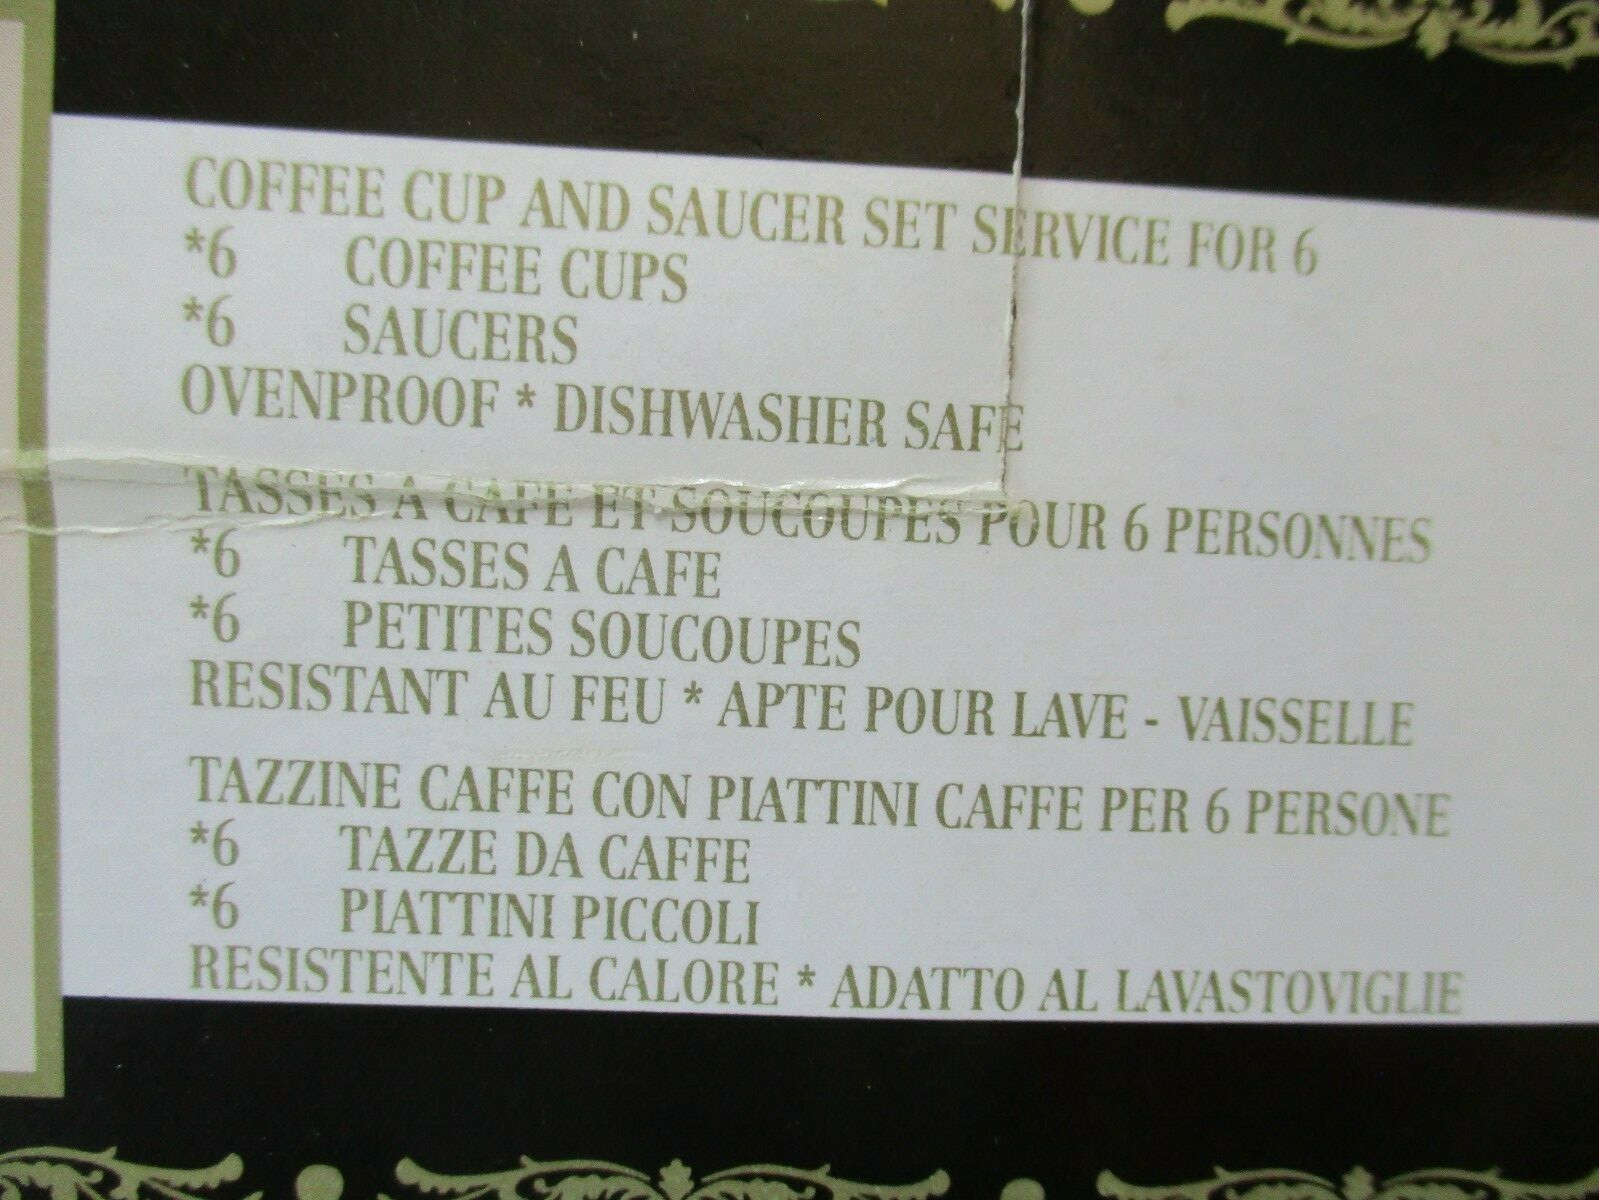 COFFEE CUP AND SAUCER SET SERVICE FOR 6
*6 COFFEE CUPS
*6 SAUCERS
OVENPROOF * DISHWASHER SAFE
TASSES A CAFE ET SOUCOUPES POUR 6 PERSONNES
*6 TASSES A CAFE
*6 PETITES SOUCOUPES
RESISTANT AU FEU * APTE POUR LAVE - VAISSELLE
TAZZINE CAFFE CON PIATTINI CAFFE PER 6 PERSONE
*6 TAZZE DA CAFFE
*6 PIATTINI PICCOLI
RESISTENTE AL CALORE * ADATTO AL LAVASTOVIGLIE